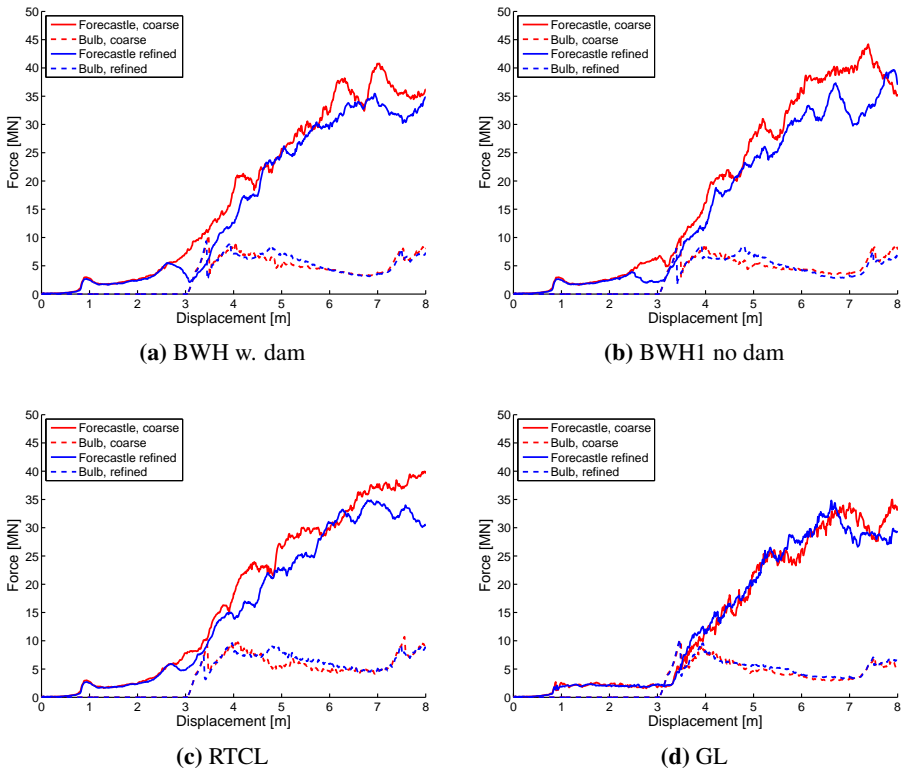 50
45
40
35
30
25
20
15
10
5
0
Force [MN]
Forecastle, coarse
Bulb, coarse
Forecastle refined
Bulb, refined
0 1 2 3 4 5 6 7 8
Displacement [m]
(a) BWH w. dam
50
45
40
35
30
25
20
15
10
5
0
Force [MN]
Forecastle, coarse
Bulb, coarse
Forecastle refined
Bulb, refined
0 1 2 3 4 5 6 7 8
Displacement [m]
(b) BWH1 no dam
50
45
40
35
30
25
20
15
10
5
0
Force [MN]
Forecastle, coarse
Bulb, coarse
Forecastle refined
Bulb, refined
0 1 2 3 4 5 6 7 8
Displacement [m]
(c) RTCL
50
45
40
35
30
25
20
15
10
5
0
Force [MN]
Forecastle, coarse
Bulb, coarse
Forecastle refined
Bulb, refined
0 1 2 3 4 5 6 7 8
Displacement [m]
(d) GL